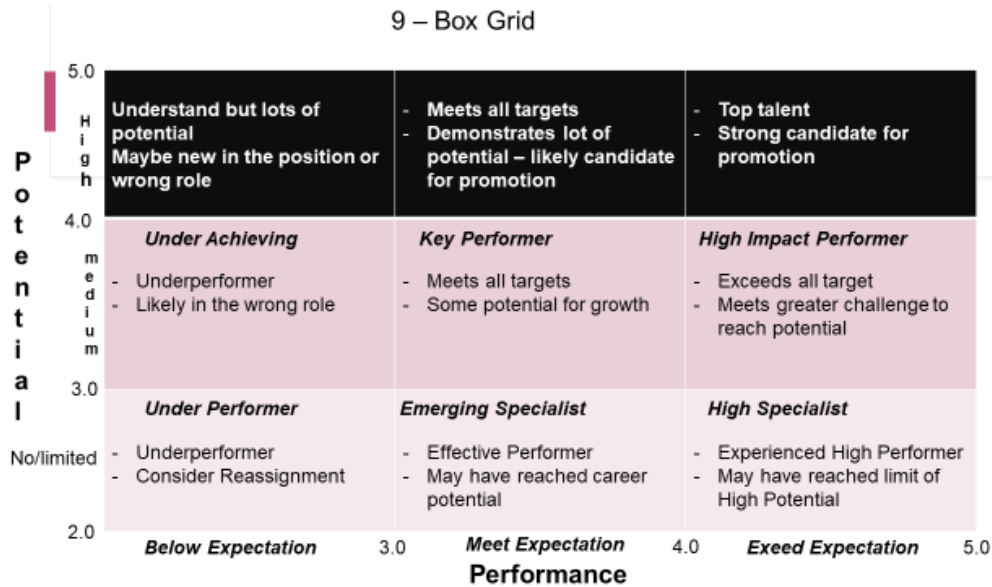 9 – Box Grid
5.0
High
Understand but lots of
potential
Maybe new in the position or
wrong role
- Meets all targets
- Demonstrates lot of
potential – likely candidate
for promotion
- Top talent
- Strong candidate for
promotion
Potential
4.0
medium
Under Achieving
- Underperformer
- Likely in the wrong role
Key Performer
- Meets all targets
- Some potential for growth
High Impact Performer
- Exceeds all target
- Meets greater challenge to
reach potential
3.0
No/limited
Under Performer
- Underperformer
- Consider Reassignment
Emerging Specialist
- Effective Performer
- May have reached career
potential
High Specialist
- Experienced High Performer
- May have reached limit of
High Potential
2.0
Below Expectation
3.0
Meet Expectation
4.0
Exeed Expectation
5.0
Performance